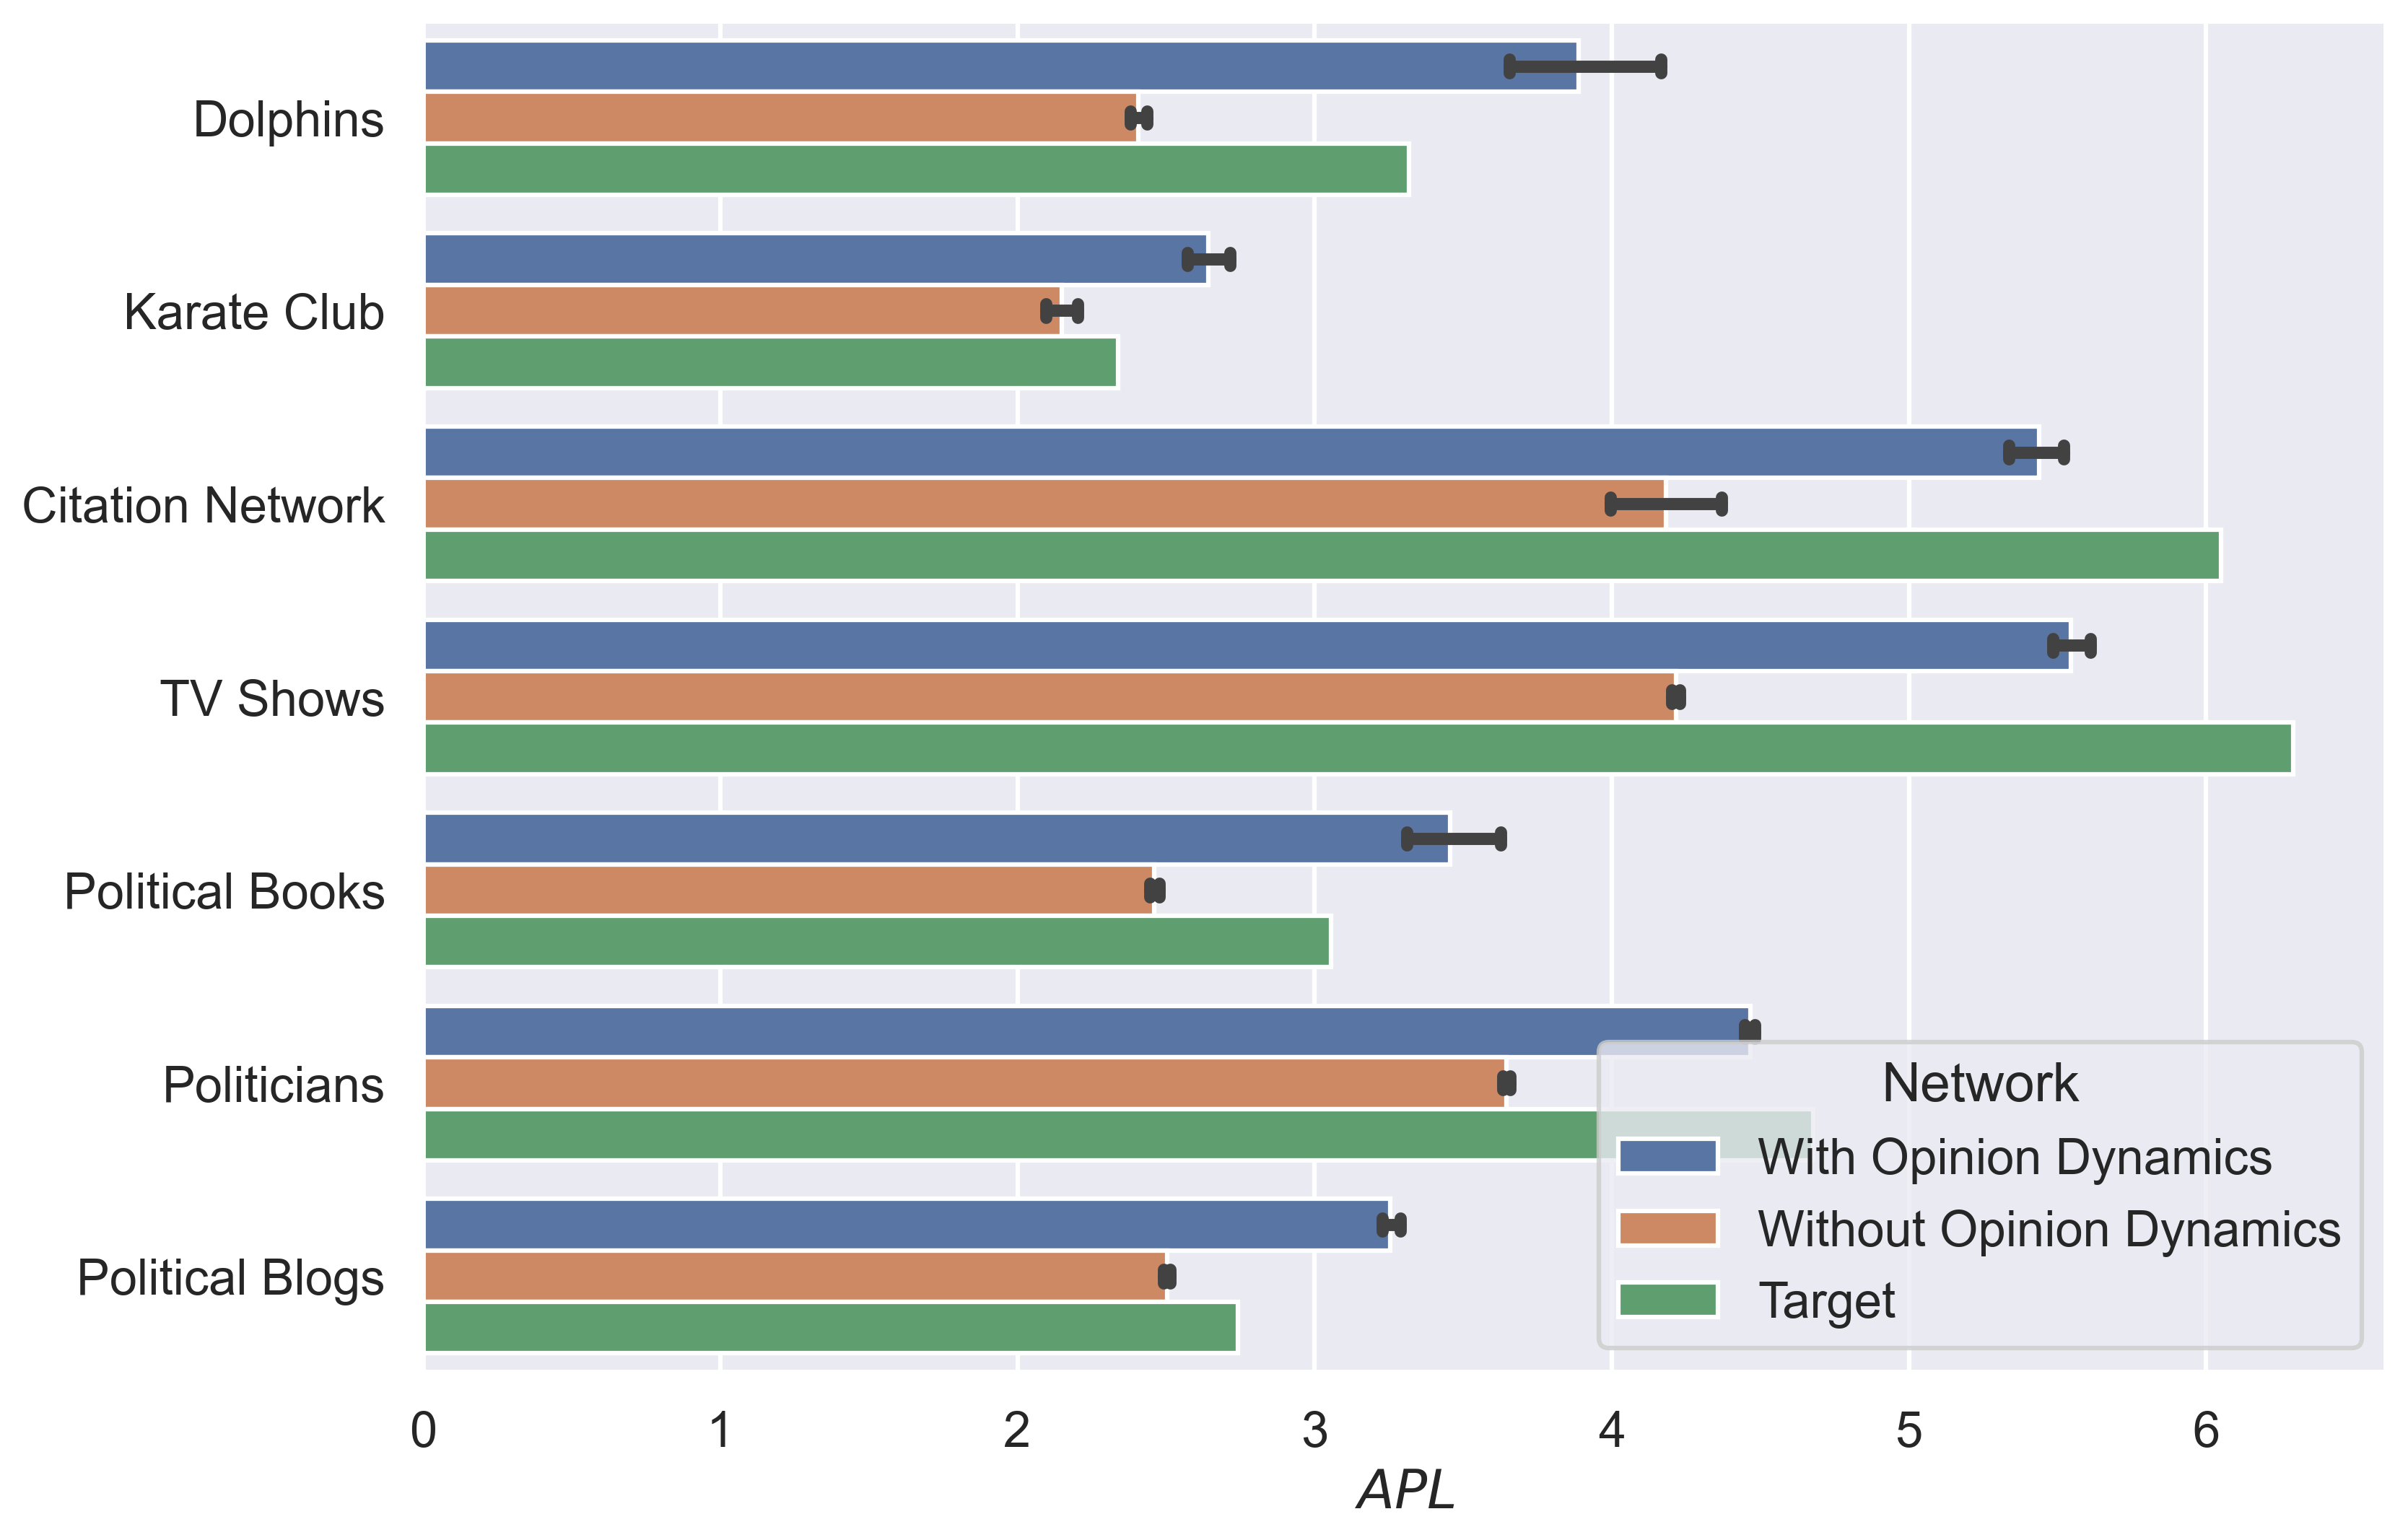 Dolphins
Karate Club
Citation Network
TV Shows
Political Books
Politicians
Political Blogs
Network
With Opinion Dynamics
Without Opinion Dynamics
Target
0 1 2 3 4 5 6
APL